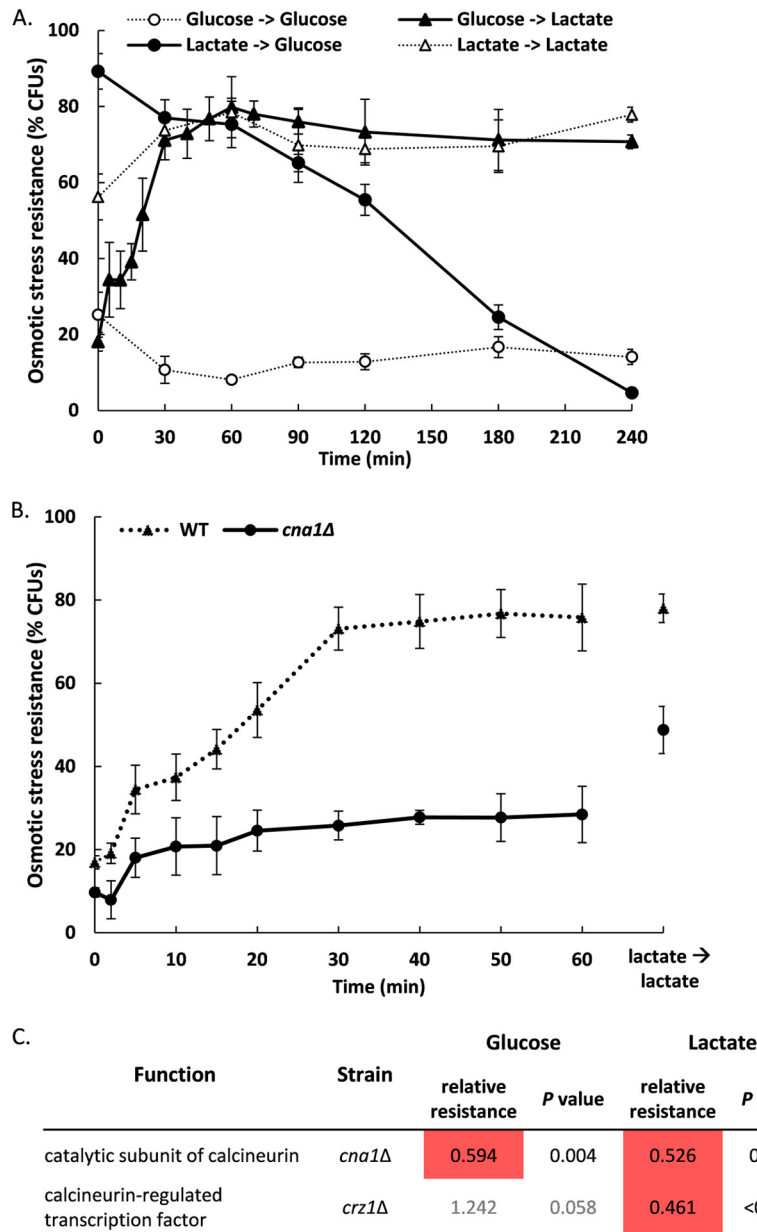 A.
Glucose -> Glucose
Glucose -> Lactate
Lactate -> Glucose
Lactate -> Lactate
100
80
60
40
20
0
Osmotic stress resistance (% CFUs)
0 30 60 90 120 150 180 210 240
Time (min)
B.
WT
cna1Δ
100
80
60
40
20
0
Osmotic stress resistance (% CFUs)
0 10 20 30 40 50 60
lactate →
lactate
Time (min)
C.
Glucose Lactate
Function Strain relative resistance P value relative resistance P
catalytic subunit of calcineurin cna1Δ 0.594 0.004 0.526 0
calcineurin-regulated
transcription factor crz1Δ 1.242 0.058 0.461 <0